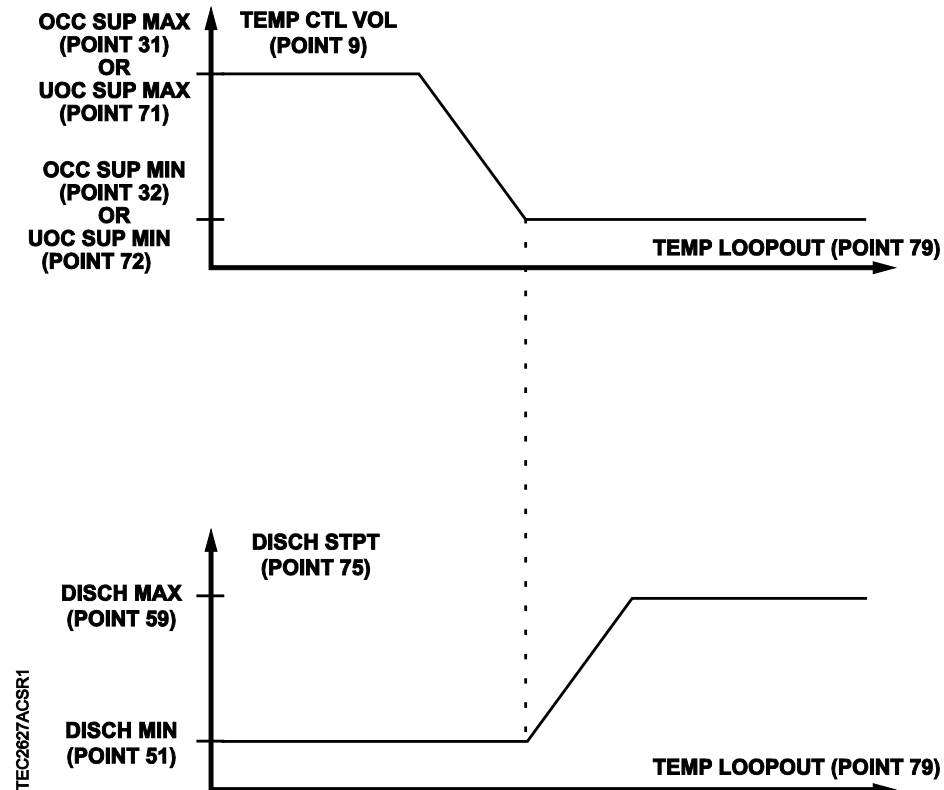 OCC SUP MAX
(POINT 31)
OR
UOC SUP MAX
(POINT 71)
TEMP CTL VOL
(POINT 9)
OCC SUP MIN
(POINT 32)
OR
UOC SUP MIN
(POINT 72)
TEMP LOOPOUT (POINT 79)
DISCH STPT
(POINT 75)
DISCH MAX
(POINT 59)
DISCH MIN
(POINT 51)
TEMP LOOPOUT (POINT 79)
TEC2627ACSR1